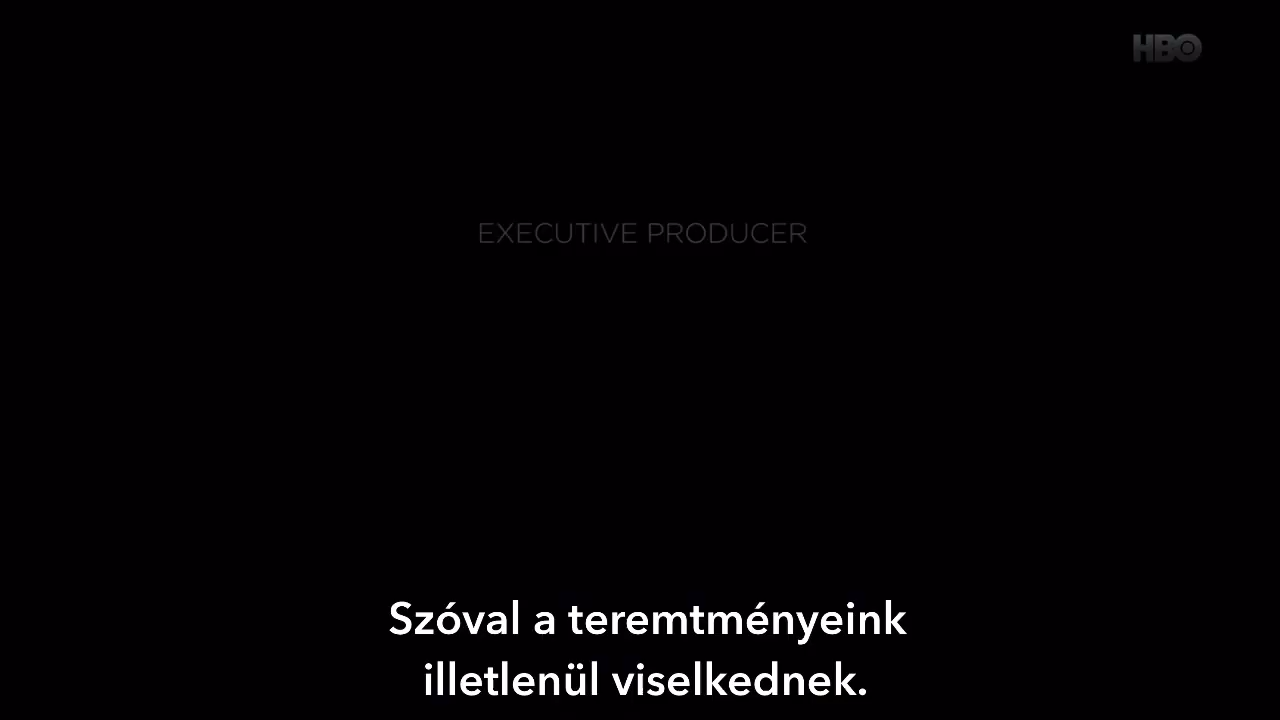 HBO
EXECUTIVE PRODUCER
Szóval a teremtményeink
illetlenül viselkednek.